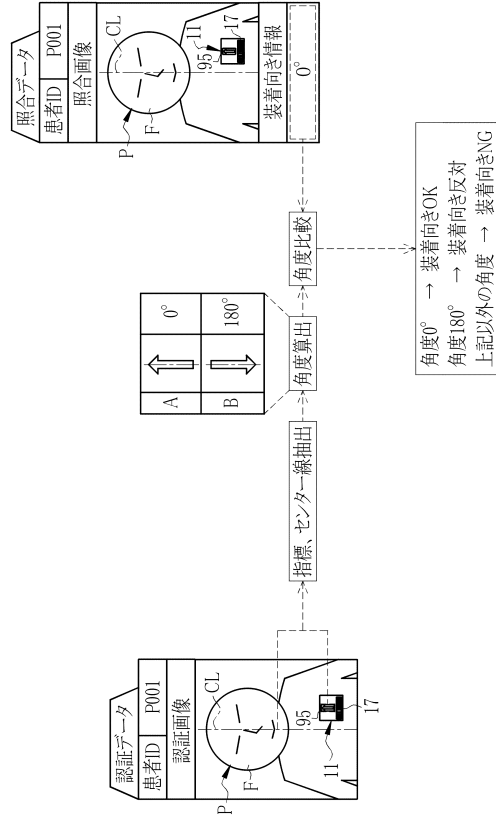 認証データ
患者ID P001
認証画像
CL
P
F
95
11
17
指標、センター線抽出
A 0°
B 180°
角度算出
角度比較
照合データ
患者ID P001
照合画像
CL
P
F
11
95
17
装着向き情報
0°
角度0° → 装着向きOK
角度180° → 装着向き反対
上記以外の角度 → 装着向きNG